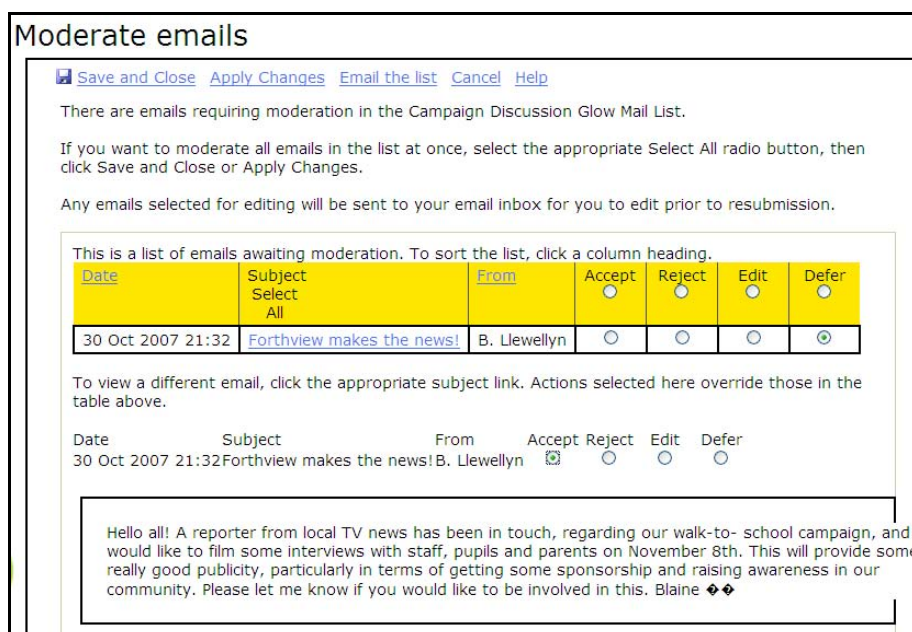 Moderate emails
Save and Close Apply Changes Email the list Cancel Help
There are emails requiring moderation in the Campaign Discussion Glow Mail List.
If you want to moderate all emails in the list at once, select the appropriate Select All radio button, then
click Save and Close or Apply Changes.
Any emails selected for editing will be sent to your email inbox for you to edit prior to resubmission.
This is a list of emails awaiting moderation. To sort the list, click a column heading.
Date Subject From Accept Reject Edit Defer
Select
All
30 Oct 2007 21:32 Forthview makes the news! B. Llewellyn
To view a different email, click the appropriate subject link. Actions selected here override those in the
table above.
Date Subject From Accept Reject Edit Defer
30 Oct 2007 21:32Forthview makes the news!B. Llewellyn
Hello all! A reporter from local TV news has been in touch, regarding our walk-to- school campaign, and
would like to film some interviews with staff, pupils and parents on November 8th. This will provide some
really good publicity, particularly in terms of getting some sponsorship and raising awareness in our
community. Please let me know if you would like to be involved in this. Blaine ��